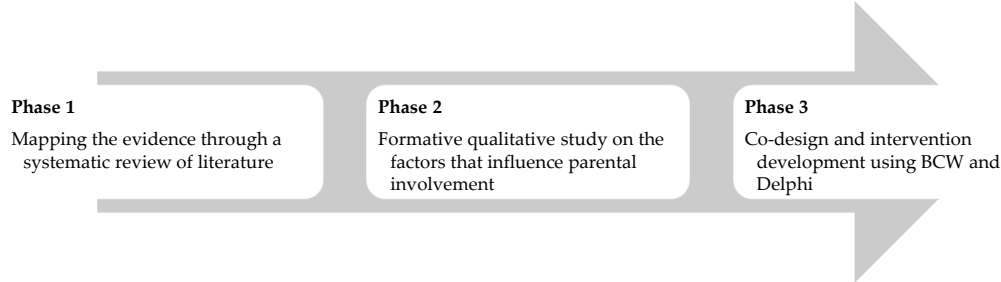 Phase 1
Mapping the evidence through a
systematic review of literature
Phase 2
Formative qualitative study on the
factors that influence parental
involvement
Phase 3
Co-design and intervention
development using BCW and
Delphi